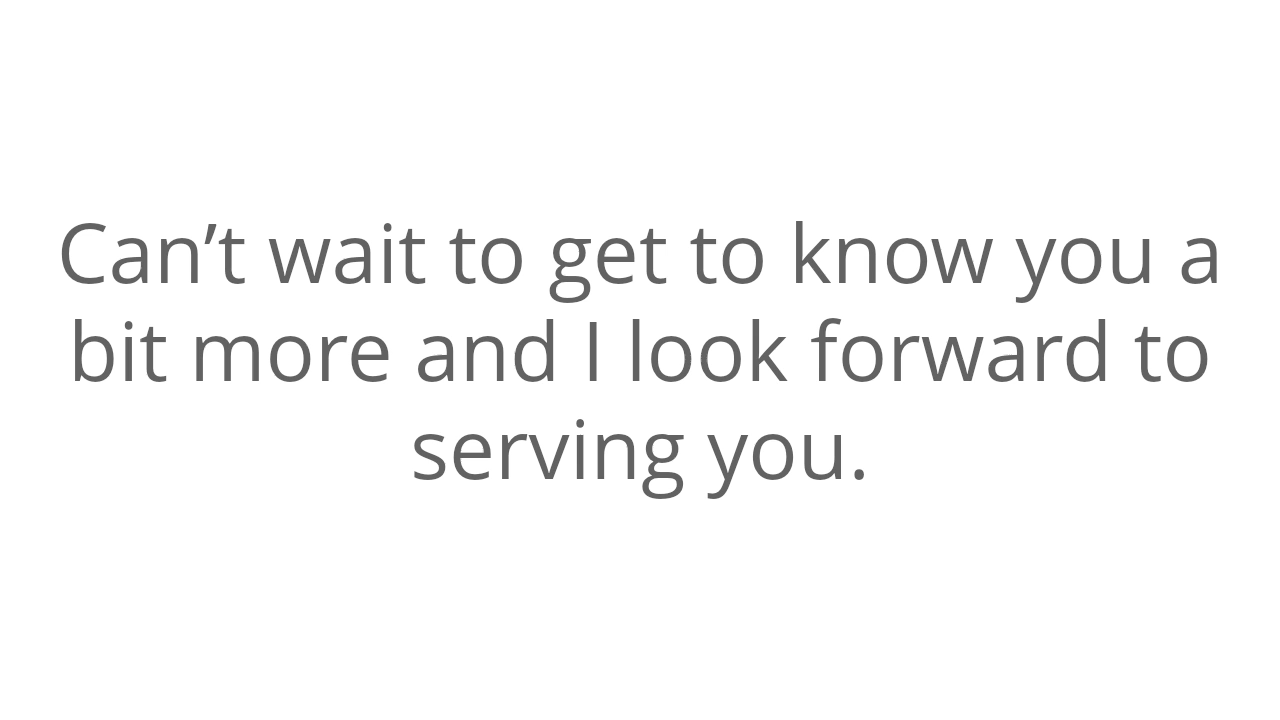 Can’t wait to get to know you a
bit more and I look forward to
serving you.